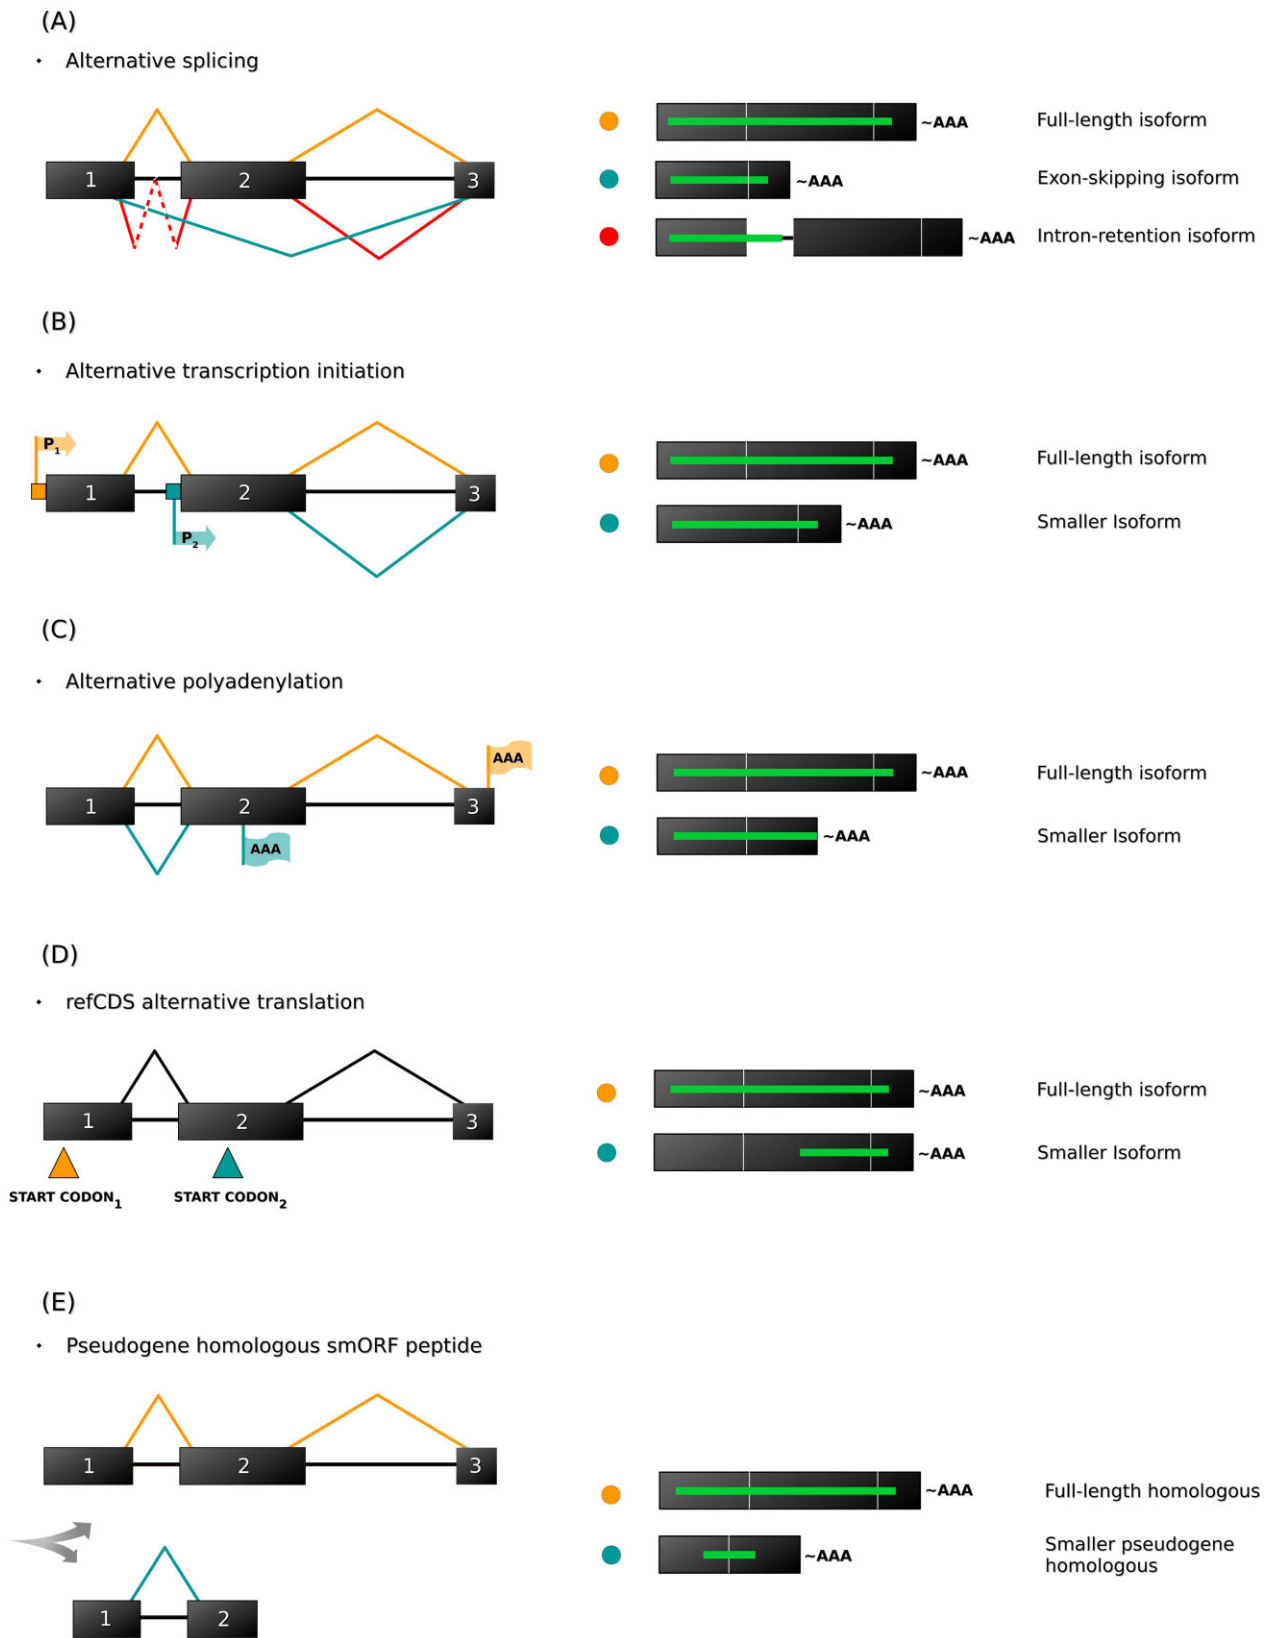 (A)
• Alternative splicing
1 2 3
~AAA Full-length isoform
~AAA Exon-skipping isoform
~AAA Intron-retention isoform
(B)
• Alternative transcription initiation
P1
1 2 3
P2
~AAA Full-length isoform
~AAA Smaller Isoform
(C)
• Alternative polyadenylation
AAA
1 2 3
AAA
~AAA Full-length isoform
~AAA Smaller Isoform
(D)
• refCDS alternative translation
1 2 3
START CODON1 START CODON2
~AAA Full-length isoform
~AAA Smaller Isoform
(E)
• Pseudogene homologous smORF peptide
1 2 3
1 2
~AAA Full-length homologous
~AAA Smaller pseudogene
homologous